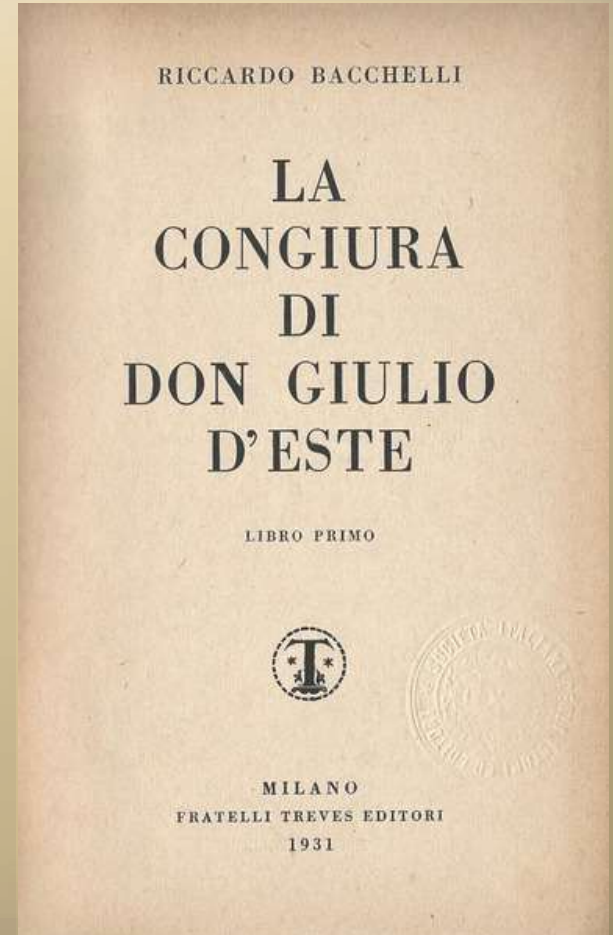 RICCARDO BACCHELLI
LA
CONGIURA
DI
DON GIULIO
D'ESTE
LIBRO PRIMO
T
MILANO
FRATELLI TREVES EDITORI
1931